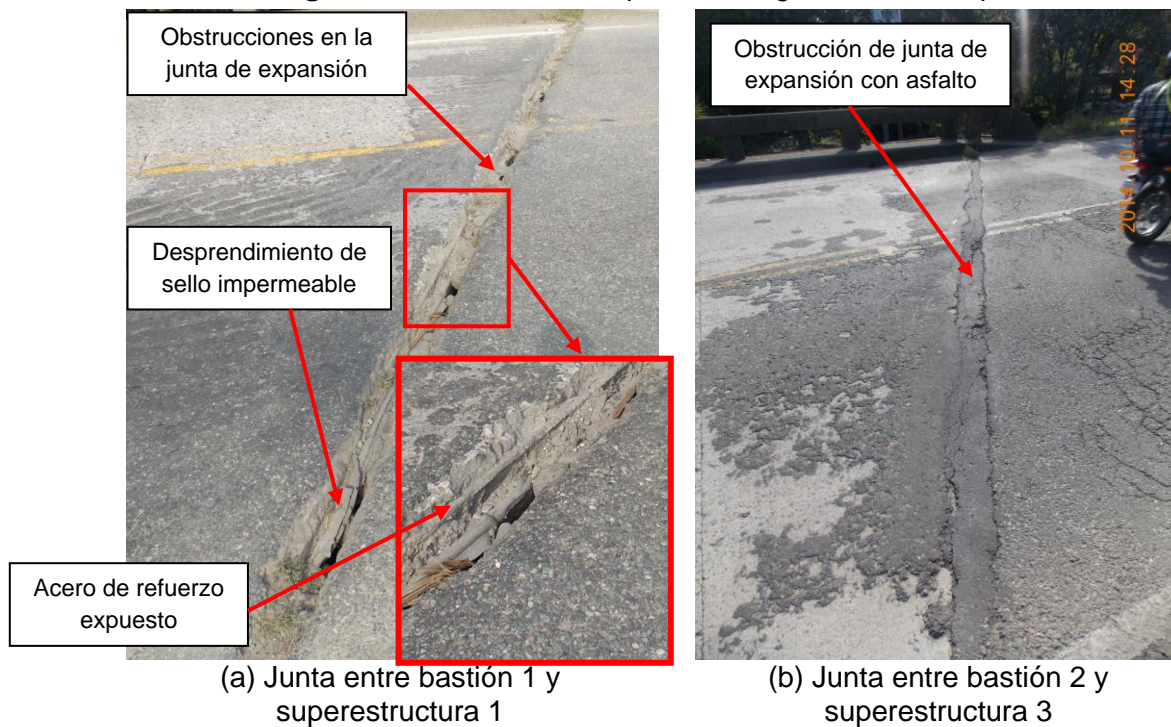 Obstrucciones en la
junta de expansión
Desprendimiento de
sello impermeable
Acero de refuerzo
expuesto
(a) Junta entre bastión 1 y
superestructura 1
Obstrucción de junta de
expansión con asfalto
2014.10.11 14:28
(b) Junta entre bastión 2 y
superestructura 3